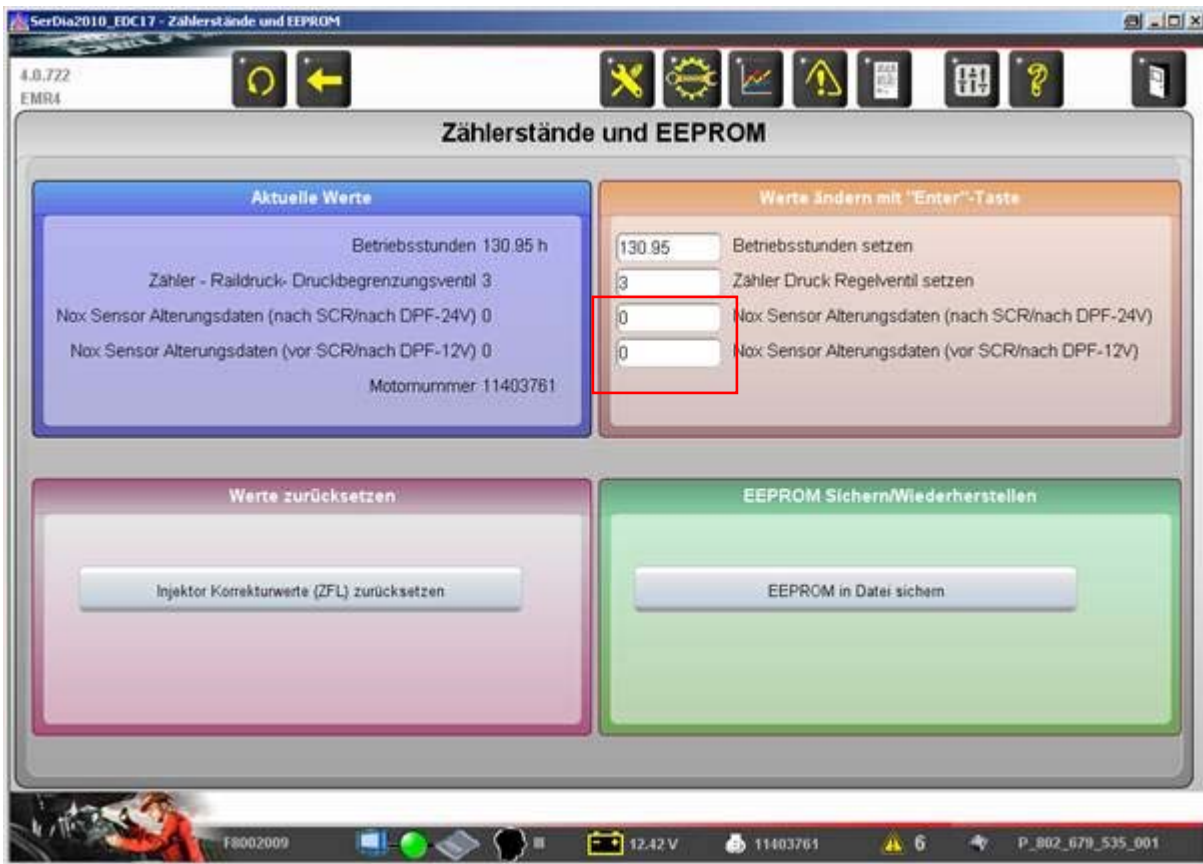 SerDia2010_EDC17 - Zählerstände und EEPROM
4.0.722
EMR4
Zählerstände und EEPROM
Aktuelle Werte
Betriebsstunden 130.95 h
Zähler - Raildruck- Druckbegrenzungsventil 3
Nox Sensor Alterungsdaten (nach SCR/nach DPF-24V) 0
Nox Sensor Alterungsdaten (vor SCR/nach DPF-12V) 0
Motornummer 11403761
Werte ändern mit "Enter"-Taste
130.95 Betriebsstunden setzen
3 Zähler Druck Regelventil setzen
0 Nox Sensor Alterungsdaten (nach SCR/nach DPF-24V)
0 Nox Sensor Alterungsdaten (vor SCR/nach DPF-12V)
Werte zurücksetzen
Injektor Korrekturwerte (ZFL) zurücksetzen
EEPROM Sichern/Wiederherstellen
EEPROM in Datei sichern
F8002009 12.42 V 11403761 6 P_802_679_535_001